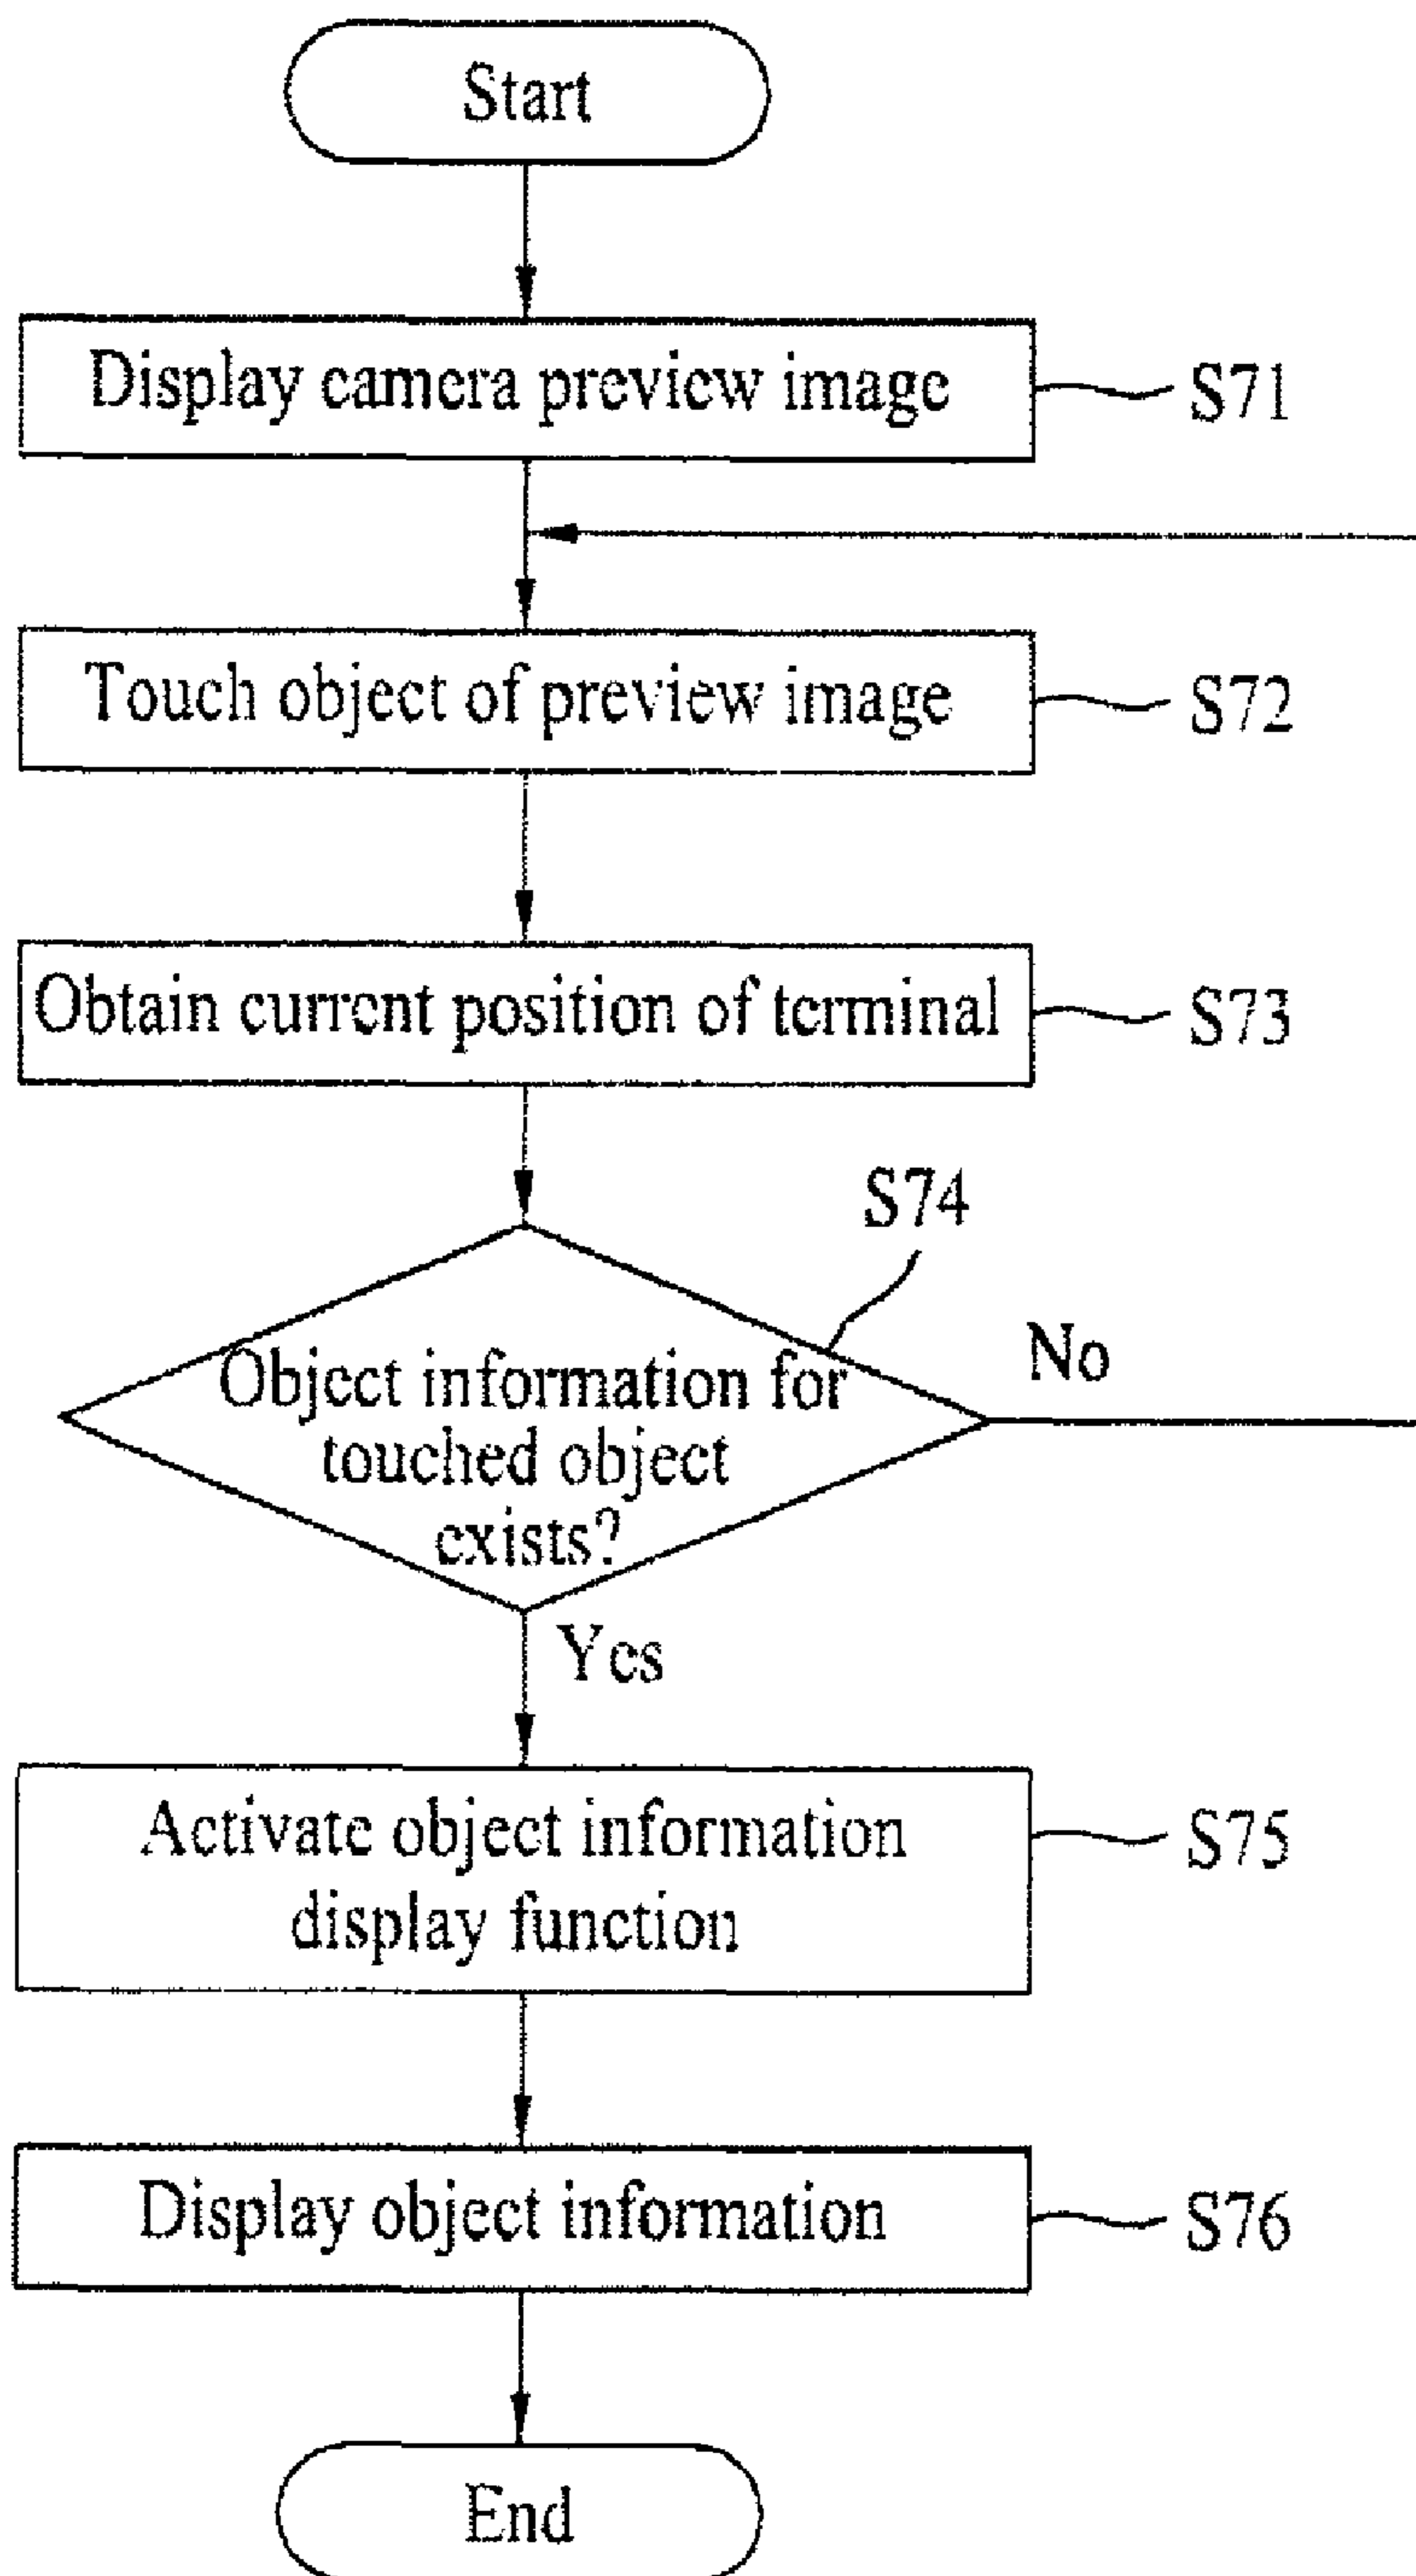 Start
Display camera preview image
S71
Touch object of preview image
S72
Obtain current position of terminal
S73
S74
Object information for
touched object
exists?
No
Yes
Activate object information
display function
S75
Display object information
S76
End